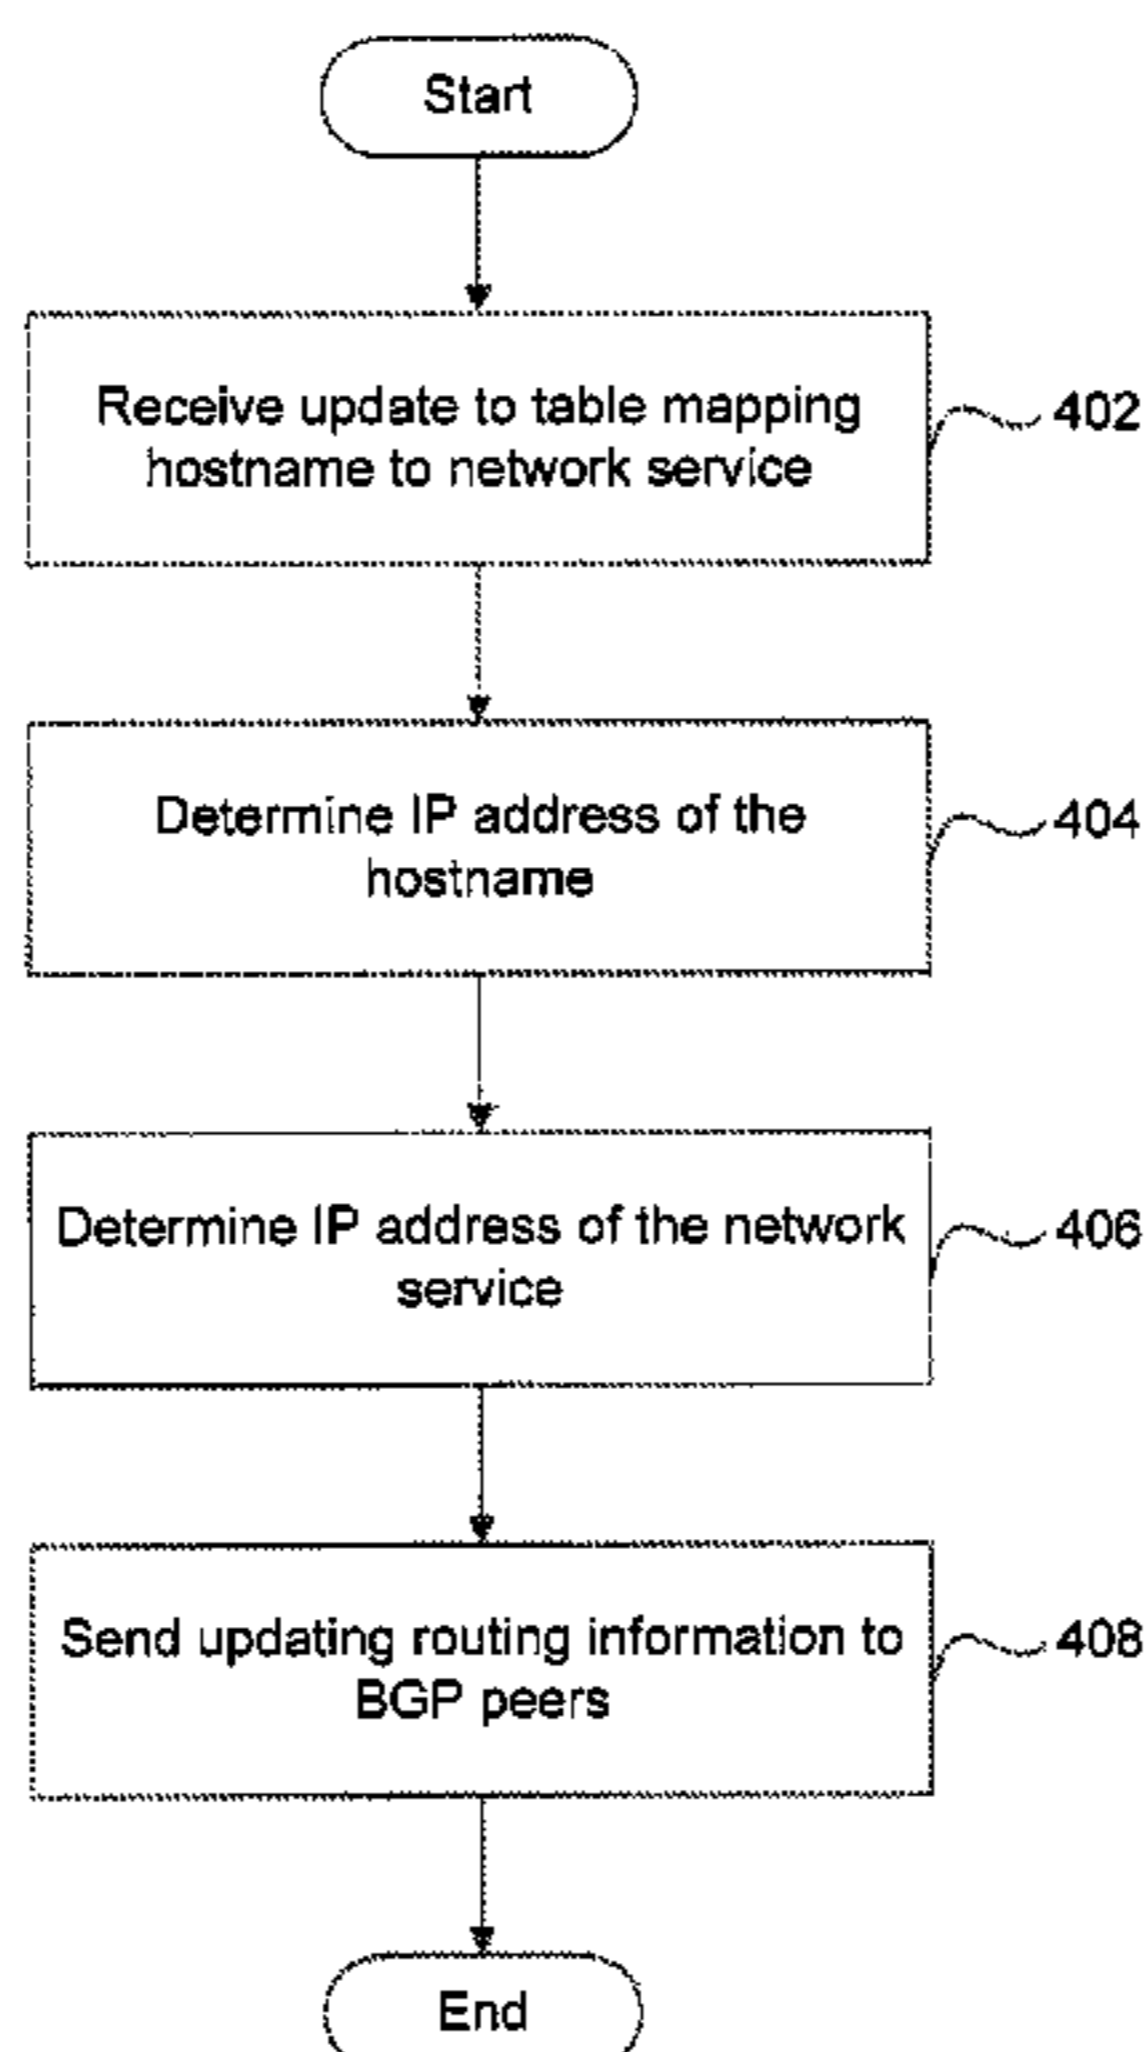 Start
Receive update to table mapping
hostname to network service
402
Determine IP address of the
hostname
404
Determine IP address of the network
service
406
Send updating routing information to
BGP peers
408
End